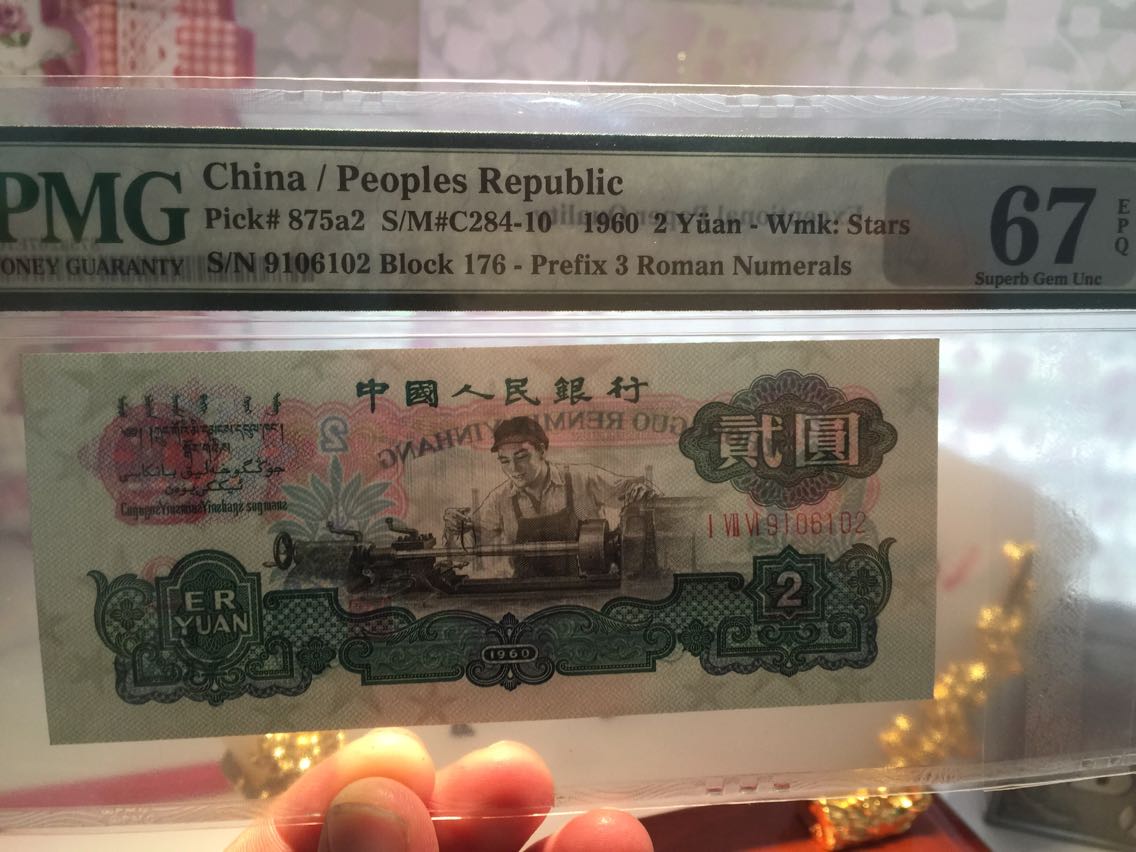 PMG
China / Peoples Republic
Pick# 875a2 S/M#C284-10 1960 2 Yüan - Wmk: Stars
S/N 9106102 Block 176 - Prefix 3 Roman Numerals
MONEY GUARANTY
67
EPQ
Superb Gem Unc
中國人民銀行
貳圓
I VII VI 9106102
ER
YUAN
2
1960